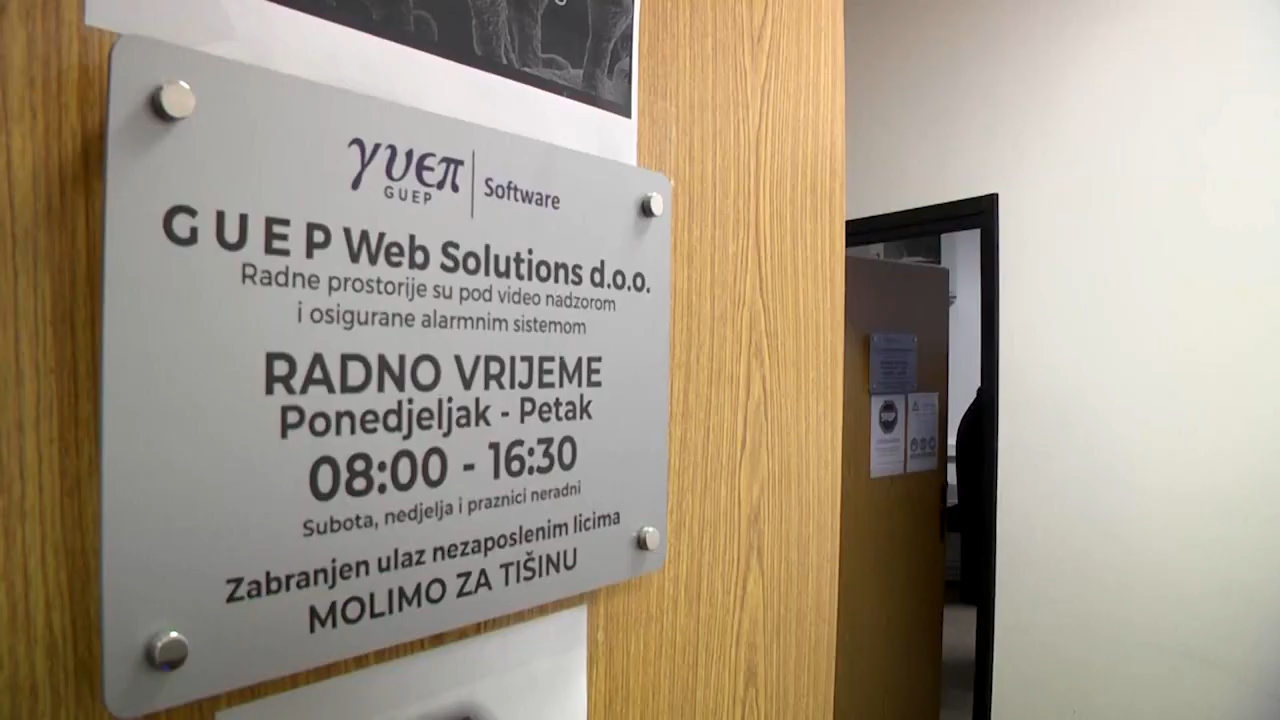 γυєπ
GUEP
Software
G U E P Web Solutions d.o.o.
Radne prostorije su pod video nadzorom
i osigurane alarmnim sistemom
RADNO VRIJEME
Ponedjeljak - Petak
08:00 - 16:30
Subota, nedjelja i praznici neradni
Zabranjen ulaz nezaposlenim licima
MOLIMO ZA TIŠINU